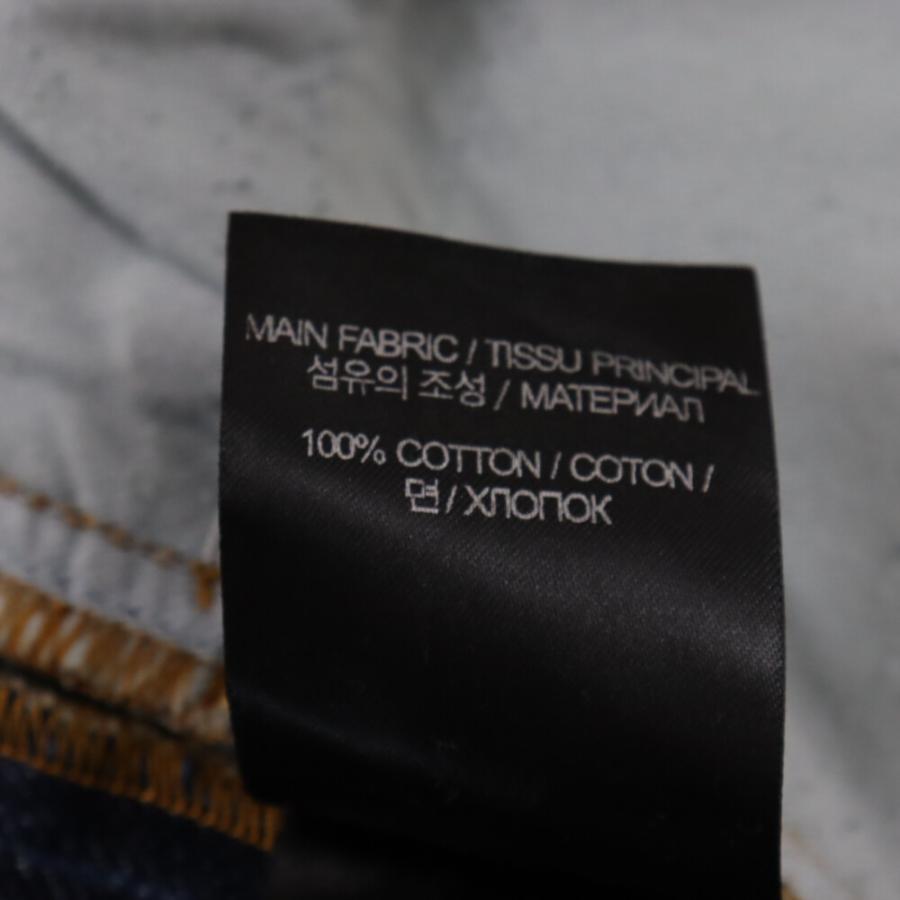 MAIN FABRIC / TISSU PRINCIPAL
섬유의 조성 / МАТЕРИАЛ
100% COTTON / COTON /
면 / ХЛОПОК